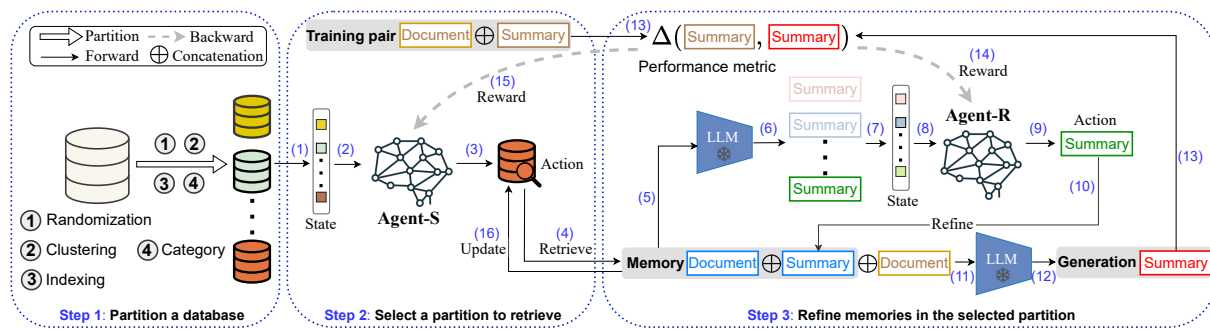 Partition
Backward
Forward
Concatenation
1 2
3 4
1 Randomization
2 Clustering
4 Category
3 Indexing
Step 1: Partition a database
Training pair Document Summary
(13)
(1)
(2)
State
Agent-S
(3)
Action
(15)
Reward
(16)
Update
(4)
Retrieve
Step 2: Select a partition to retrieve
Δ(Summary, Summary)
Performance metric
(14)
Reward
(5)
LLM
(6)
Summary
Summary
Summary
(7)
State
(8)
Agent-R
(9)
Action
Summary
(10)
(13)
Refine
Memory Document Summary Document
(11)
LLM
(12)
Generation Summary
Step 3: Refine memories in the selected partition